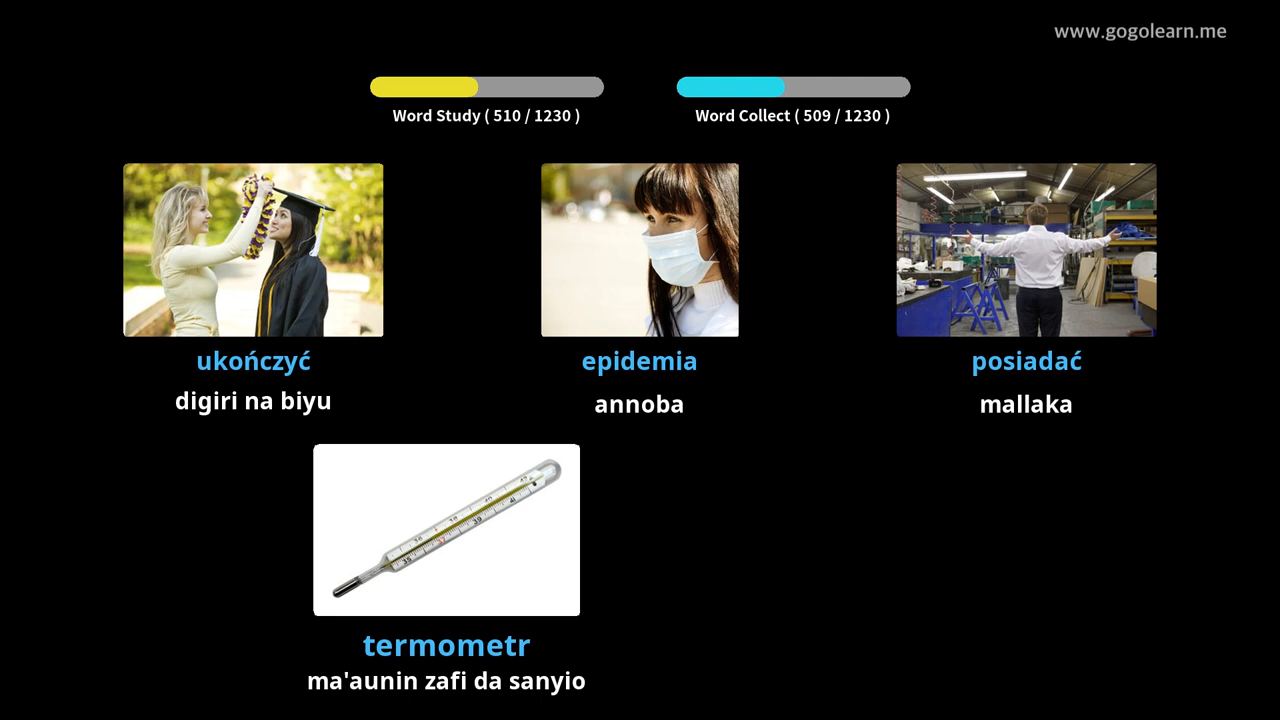 www.gogolearn.me
Word Study ( 510 / 1230 )
Word Collect ( 509 / 1230 )
ukończyć
digiri na biyu
epidemia
annoba
posiadać
mallaka
termometr
ma'aunin zafi da sanyio